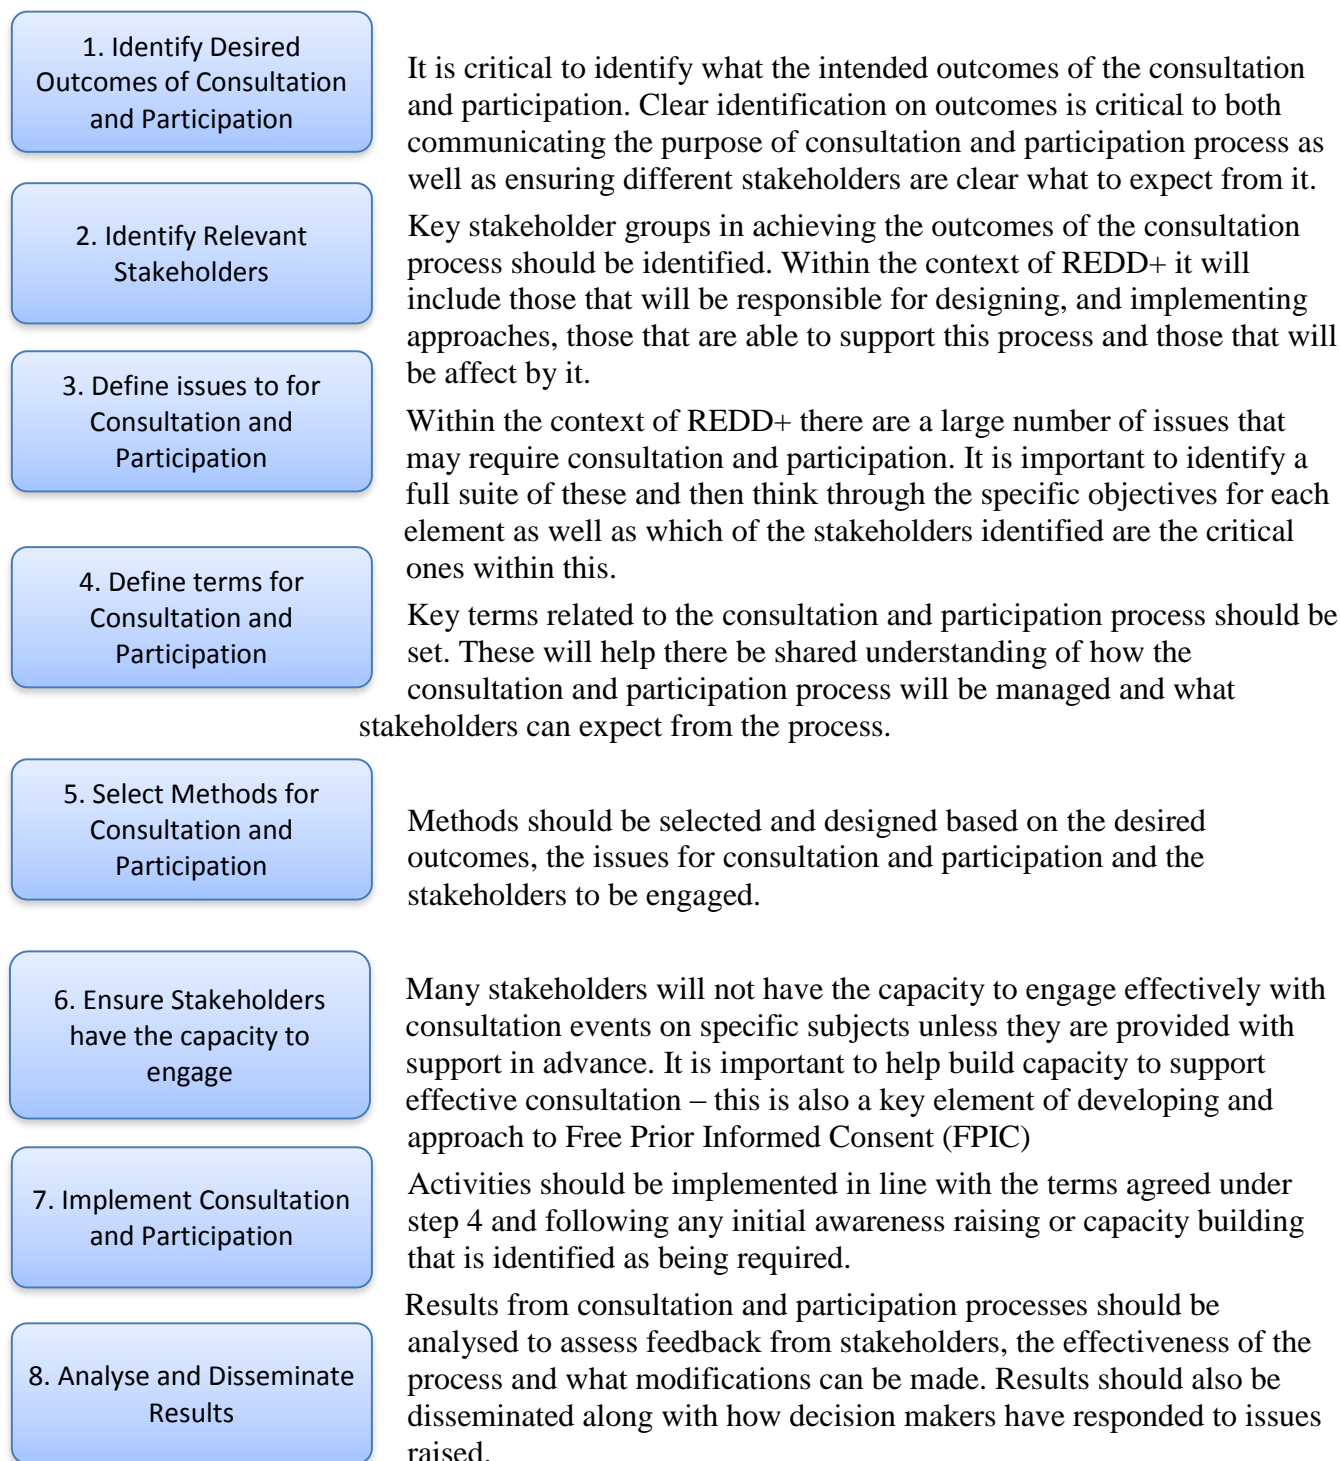 1. Identify Desired
Outcomes of Consultation
and Participation
It is critical to identify what the intended outcomes of the consultation
and participation. Clear identification on outcomes is critical to both
communicating the purpose of consultation and participation process as
well as ensuring different stakeholders are clear what to expect from it.
2. Identify Relevant
Stakeholders
Key stakeholder groups in achieving the outcomes of the consultation
process should be identified. Within the context of REDD+ it will
include those that will be responsible for designing, and implementing
approaches, those that are able to support this process and those that will
be affect by it.
3. Define issues to for
Consultation and
Participation
Within the context of REDD+ there are a large number of issues that
may require consultation and participation. It is important to identify a
full suite of these and then think through the specific objectives for each
element as well as which of the stakeholders identified are the critical
ones within this.
4. Define terms for
Consultation and
Participation
Key terms related to the consultation and participation process should be
set. These will help there be shared understanding of how the
consultation and participation process will be managed and what
stakeholders can expect from the process.
5. Select Methods for
Consultation and
Participation
Methods should be selected and designed based on the desired
outcomes, the issues for consultation and participation and the
stakeholders to be engaged.
6. Ensure Stakeholders
have the capacity to
engage
Many stakeholders will not have the capacity to engage effectively with
consultation events on specific subjects unless they are provided with
support in advance. It is important to help build capacity to support
effective consultation – this is also a key element of developing and
approach to Free Prior Informed Consent (FPIC)
7. Implement Consultation
and Participation
Activities should be implemented in line with the terms agreed under
step 4 and following any initial awareness raising or capacity building
that is identified as being required.
8. Analyse and Disseminate
Results
Results from consultation and participation processes should be
analysed to assess feedback from stakeholders, the effectiveness of the
process and what modifications can be made. Results should also be
disseminated along with how decision makers have responded to issues
raised.